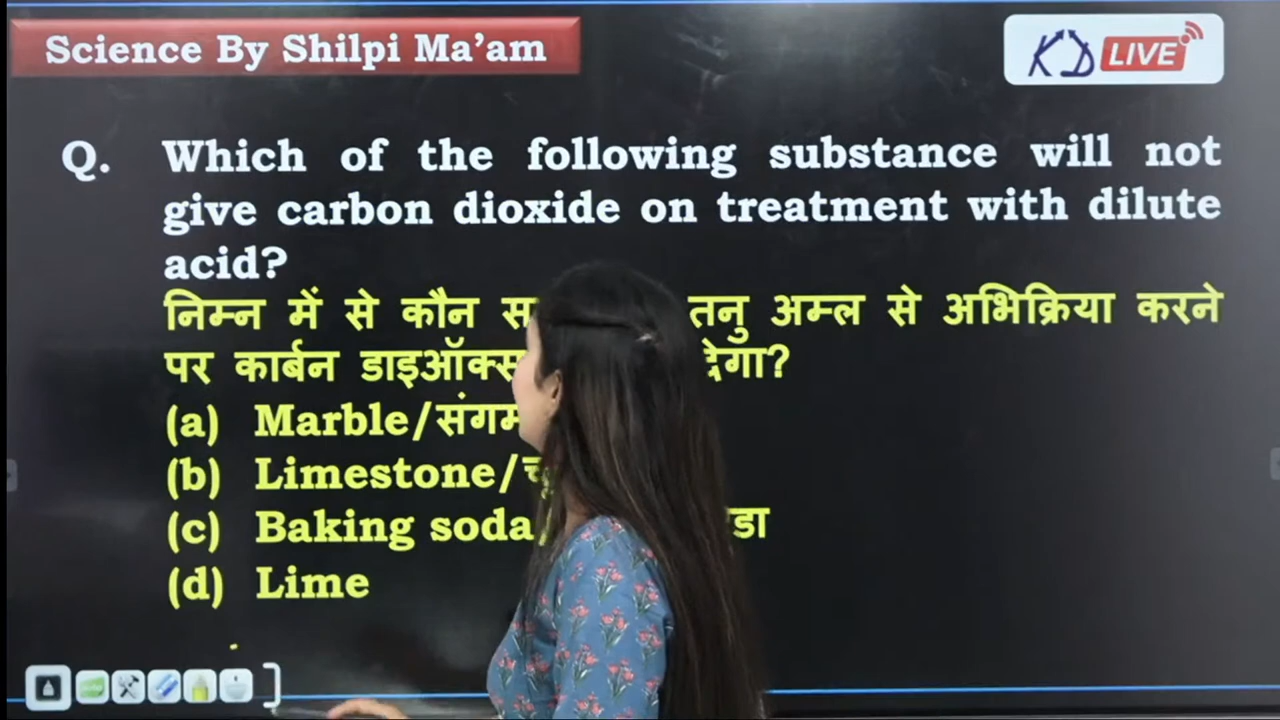 Science By Shilpi Ma'am
KD LIVE
Q. Which of the following substance will not
give carbon dioxide on treatment with dilute
acid?
निम्न में से कौन तनु अम्ल से अभिक्रिया करने
पर कार्बन देगा?
(a) Marble/
(b) Limestone/
(c) Baking soda
(d) Lime